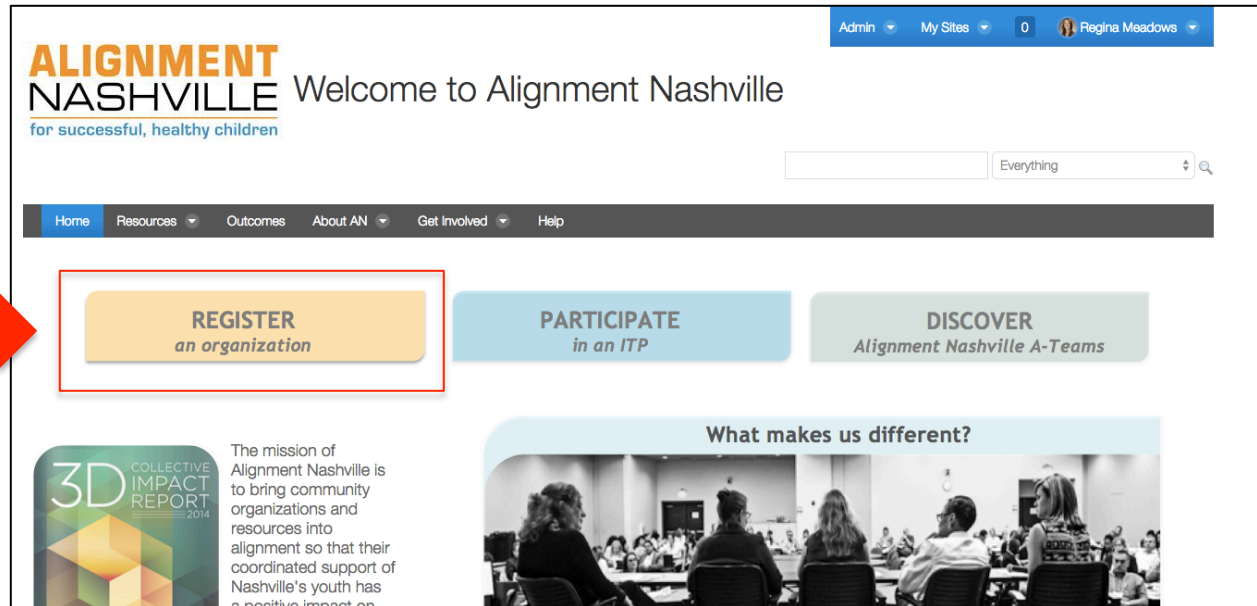 Admin My Sites 0 Regina Meadows
ALIGNMENT
NASHVILLE
for successful, healthy children
Welcome to Alignment Nashville
Everything
Home Resources Outcomes About AN Get Involved Help
REGISTER
an organization
PARTICIPATE
in an ITP
DISCOVER
Alignment Nashville A-Teams
3D COLLECTIVE
IMPACT
REPORT
2014
The mission of
Alignment Nashville is
to bring community
organizations and
resources into
alignment so that their
coordinated support of
Nashville's youth has
a positive impact on
What makes us different?